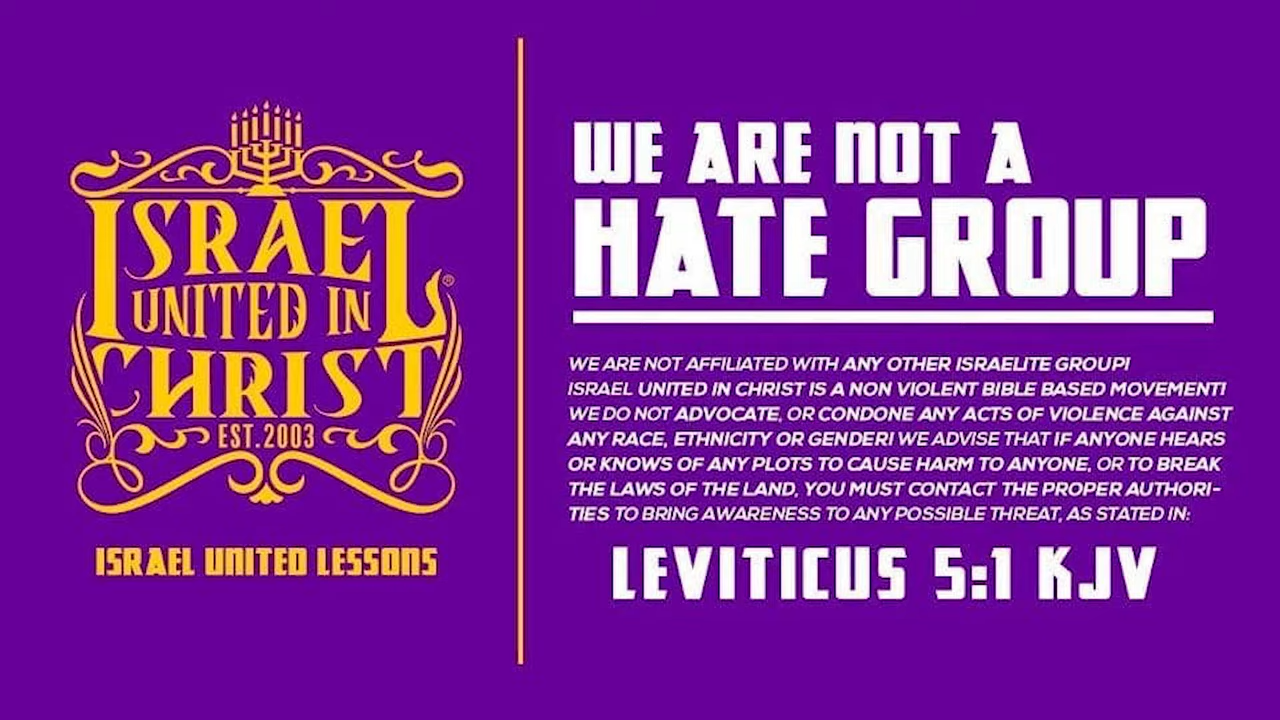 ISRAEL
UNITED IN
CHRIST
EST. 2003
ISRAEL UNITED LESSONS
WE ARE NOT A
HATE GROUP
WE ARE NOT AFFILIATED WITH ANY OTHER ISRAELITE GROUP!
ISRAEL UNITED IN CHRIST IS A NON VIOLENT BIBLE BASED MOVEMENT!
WE DO NOT ADVOCATE, OR CONDONE ANY ACTS OF VIOLENCE AGAINST
ANY RACE, ETHNICITY OR GENDER! WE ADVISE THAT IF ANYONE HEARS
OR KNOWS OF ANY PLOTS TO CAUSE HARM TO ANYONE, OR TO BREAK
THE LAWS OF THE LAND, YOU MUST CONTACT THE PROPER AUTHORI-
TIES TO BRING AWARENESS TO ANY POSSIBLE THREAT, AS STATED IN:
LEVITICUS 5:1 KJV